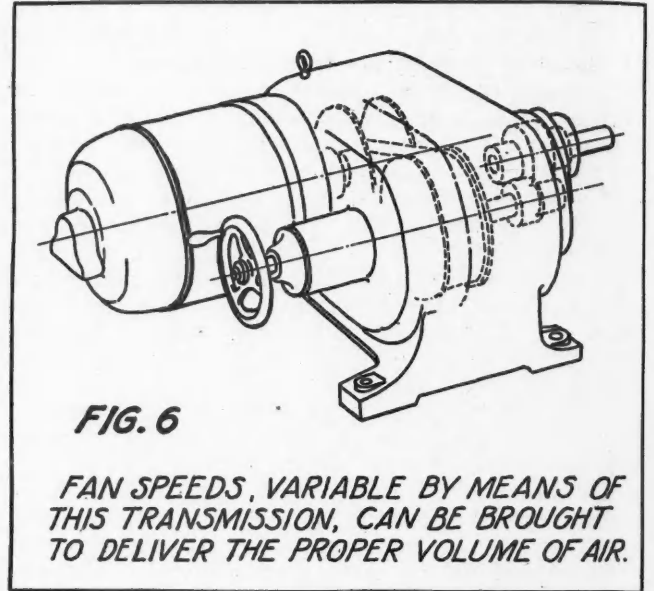 FIG. 6
FAN SPEEDS, VARIABLE BY MEANS OF
THIS TRANSMISSION, CAN BE BROUGHT
TO DELIVER THE PROPER VOLUME OF AIR.